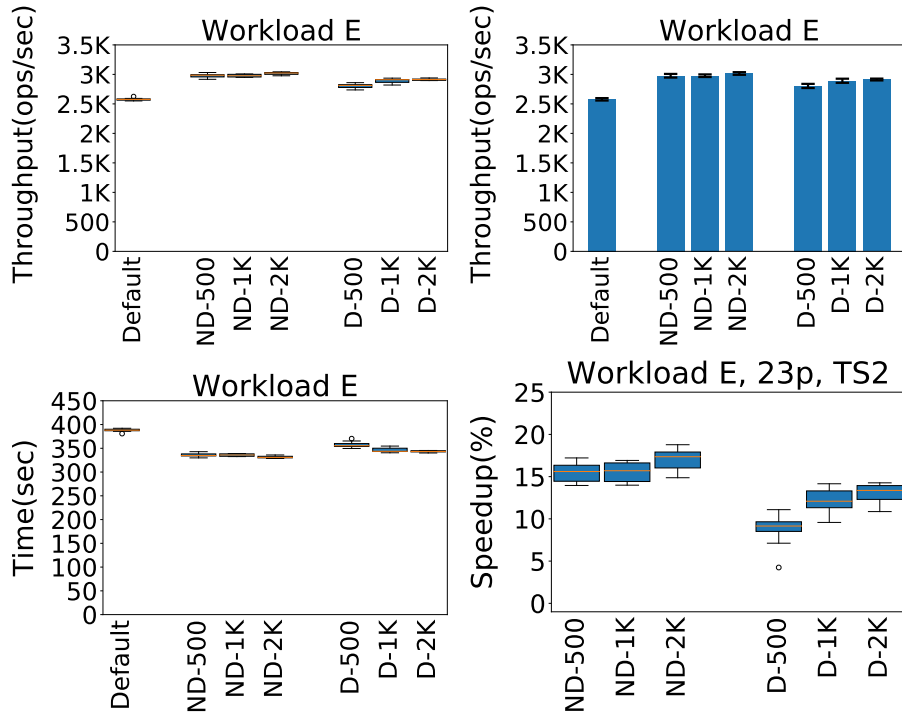 Workload E
Throughput(ops/sec)
3.5K
3K
2.5K
2K
1.5K
1K
500
0
Default
ND-500
ND-1K
ND-2K
D-500
D-1K
D-2K
Workload E
Throughput(ops/sec)
3.5K
3K
2.5K
2K
1.5K
1K
500
0
Default
ND-500
ND-1K
ND-2K
D-500
D-1K
D-2K
Workload E
Time(sec)
450
400
350
300
250
200
150
100
50
0
Default
ND-500
ND-1K
ND-2K
D-500
D-1K
D-2K
Workload E, 23p, TS2
Speedup(%)
25
20
15
10
5
0
ND-500
ND-1K
ND-2K
D-500
D-1K
D-2K